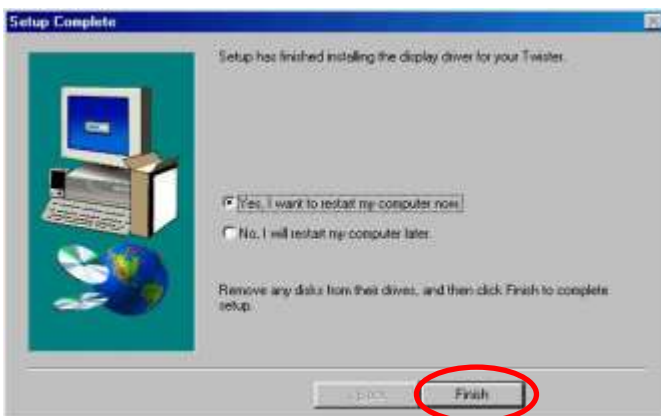 Setup Complete
Setup has finished installing the display driver for your Twister.
Yes, I want to restart my computer now.
No, I will restart my computer later.
Remove any disks from their drives, and then click Finish to complete
setup.
< Back
Finish